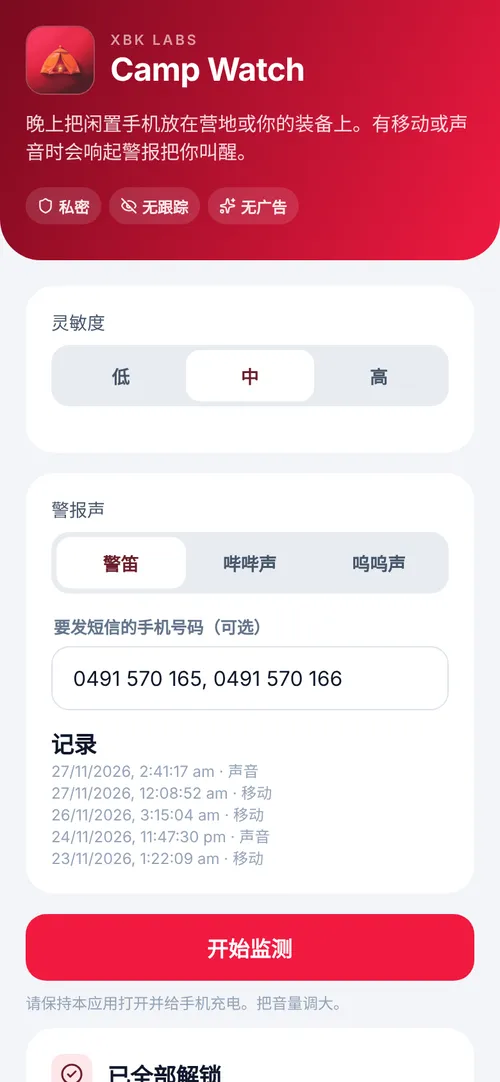 XBK LABS
Camp Watch
晚上把闲置手机放在营地或你的装备上。有移动或声
音时会响起警报把你叫醒。
私密
无跟踪
无广告
灵敏度
低
中
高
警报声
警笛
哔哔声
呜呜声
要发短信的手机号码（可选）
0491 570 165, 0491 570 166
记录
27/11/2026, 2:41:17 am · 声音
27/11/2026, 12:08:52 am · 移动
26/11/2026, 3:15:04 am · 移动
24/11/2026, 11:47:30 pm · 声音
23/11/2026, 1:22:09 am · 移动
开始监测
请保持本应用打开并给手机充电。把音量调大。
已全部解锁